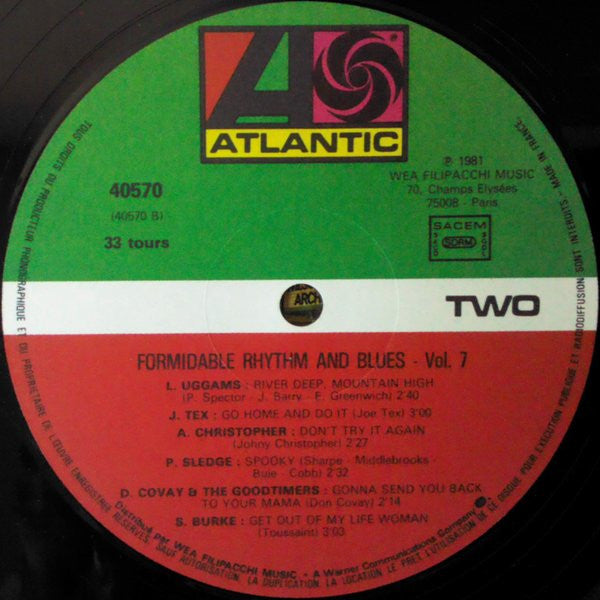 ATLANTIC
℗ 1981
WEA FILIPACCHI MUSIC
70, Champs Elysées
75008 - Paris
40570
(40570 B)
33 tours
SACEM
SDRM
TWO
ARCH
FORMIDABLE RHYTHM AND BLUES - Vol. 7
L. UGGAMS : RIVER DEEP, MOUNTAIN HIGH
(P. Spector - J. Barry - E. Greenwich) 2'40
J. TEX : GO HOME AND DO IT (Joe Tex) 3'00
A. CHRISTOPHER : DON'T TRY IT AGAIN
(Johny Christopher) 2'27
P. SLEDGE : SPOOKY (Sharpe - Middlebrooks -
Buie - Cobb) 2'32
D. COVAY & THE GOODTIMERS : GONNA SEND YOU BACK
TO YOUR MAMA (Don Covay) 2'14
S. BURKE : GET OUT OF MY LIFE WOMAN
(Toussaint) 3'03
Distribué PM WEA FILIPACCHI MUSIC - A Warner Communications Company
TOUS DROITS DU PRODUCTEUR PHONOGRAPHIQUE ET DU PROPRIETAIRE DE L'ŒUVRE ENREGISTREE RESERVES. SAUF AUTORISATION, LA DUPLICATION, LA LOCATION LE PRET, L'UTILISATION DE CE DISQUE POUR EXECUTION PUBLIQUE ET RADIODIFFUSION SONT INTERDITS - MADE IN FRANCE